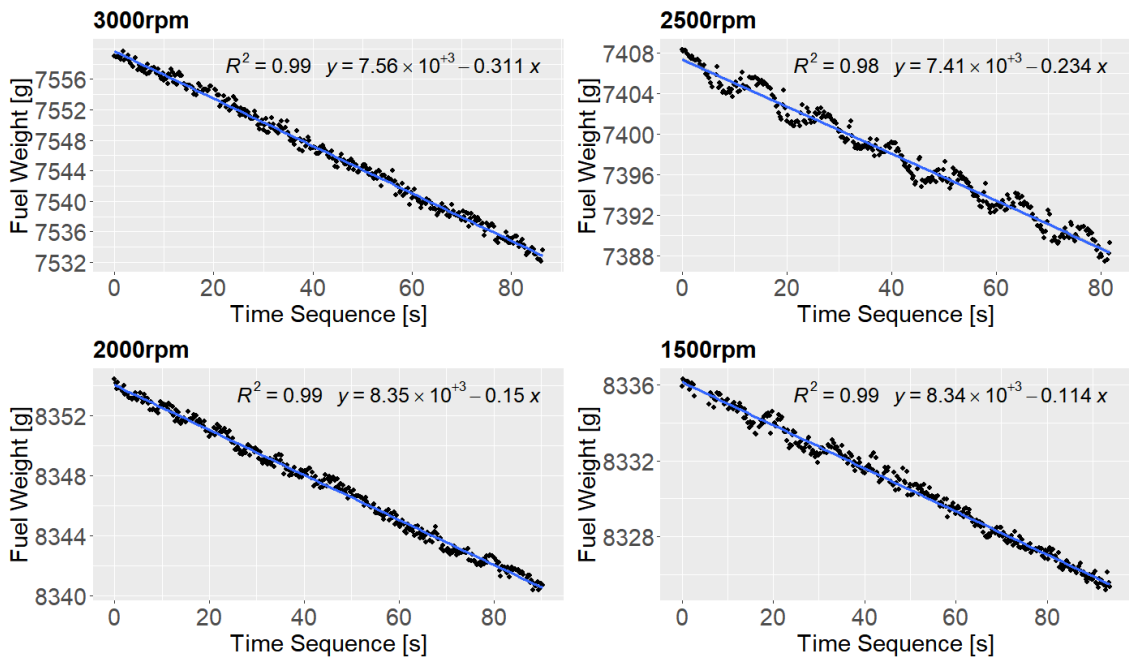 3000rpm
R² = 0.99 y = 7.56 × 10⁺³ − 0.311 x
Fuel Weight [g]
7556
7552
7548
7544
7540
7536
7532
0 20 40 60 80
Time Sequence [s]
2500rpm
R² = 0.98 y = 7.41 × 10⁺³ − 0.234 x
Fuel Weight [g]
7408
7404
7400
7396
7392
7388
0 20 40 60 80
Time Sequence [s]
2000rpm
R² = 0.99 y = 8.35 × 10⁺³ − 0.15 x
Fuel Weight [g]
8352
8348
8344
8340
0 20 40 60 80
Time Sequence [s]
1500rpm
R² = 0.99 y = 8.34 × 10⁺³ − 0.114 x
Fuel Weight [g]
8336
8332
8328
0 20 40 60 80
Time Sequence [s]